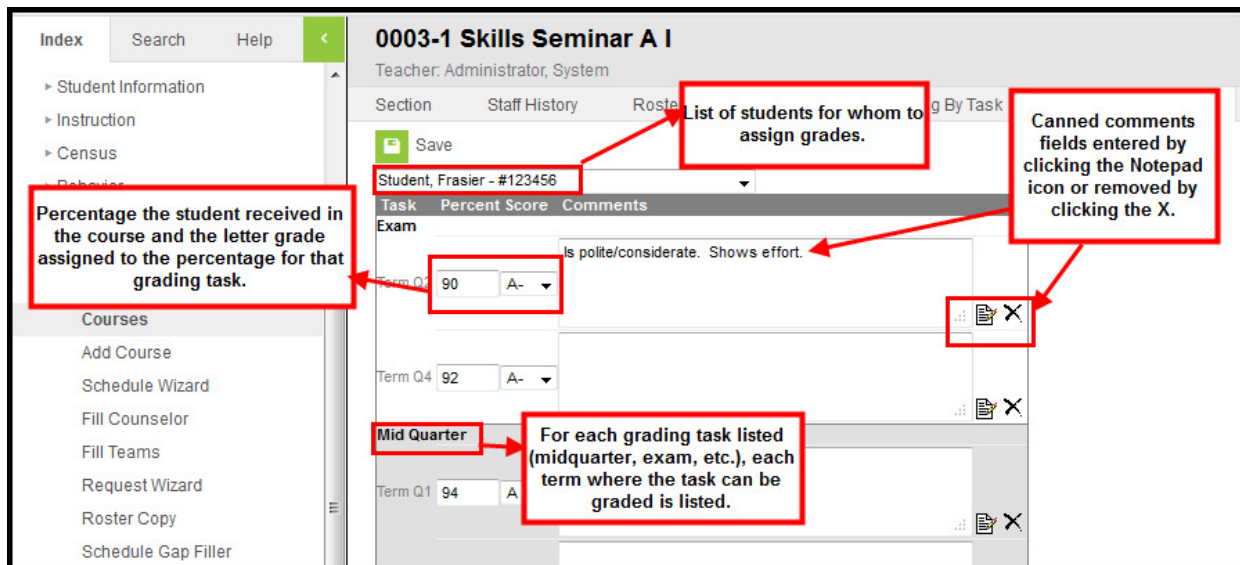 Index Search Help
0003-1 Skills Seminar A I
Teacher: Administrator, System
Student Information
Instruction
Census
Section Staff History g By Task
List of students for whom to
assign grades.
Canned comments
fields entered by
clicking the Notepad
icon or removed by
clicking the X.
Save
Student, Frasier - #123456
Percentage the student received in
the course and the letter grade
assigned to the percentage for that
grading task.
Task Percent Score Comments
Exam
Is polite/considerate. Shows effort.
Term Q2 90 A-
Courses
Add Course
Schedule Wizard
Fill Counselor
Fill Teams
Request Wizard
Roster Copy
Schedule Gap Filler
Term Q4 92 A-
Mid Quarter
For each grading task listed
(midquarter, exam, etc.), each
term where the task can be
graded is listed.
Term Q1 94 A